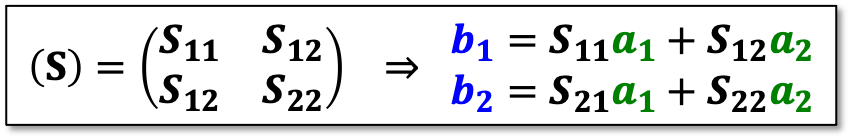 (S) = (S11 S12 ⇒ b1 = S11a1 + S12a2
S12 S22) b2 = S21a1 + S22a2